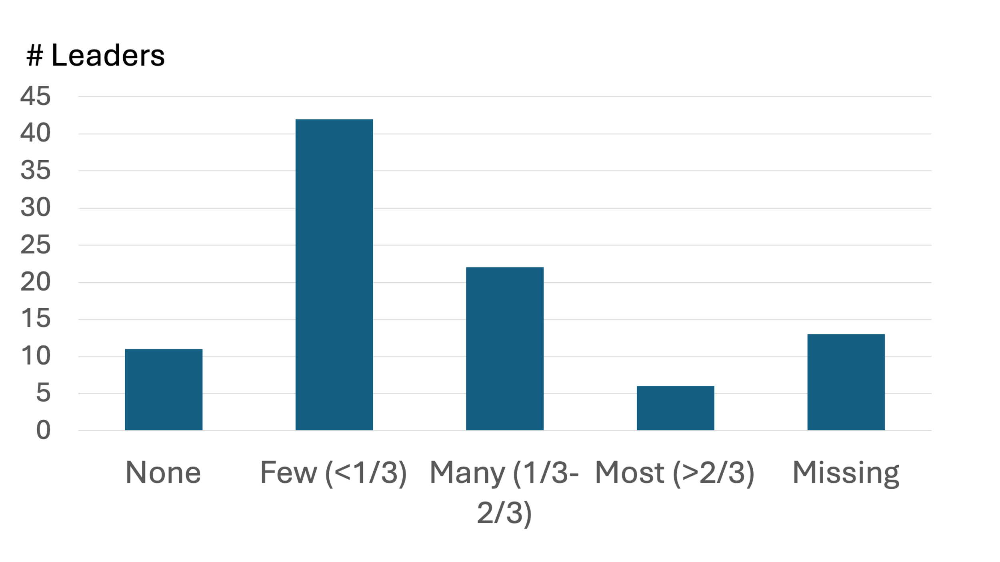 # Leaders
45
40
35
30
25
20
15
10
5
0
None
Few (<1/3)
Many (1/3-
2/3)
Most (>2/3)
Missing